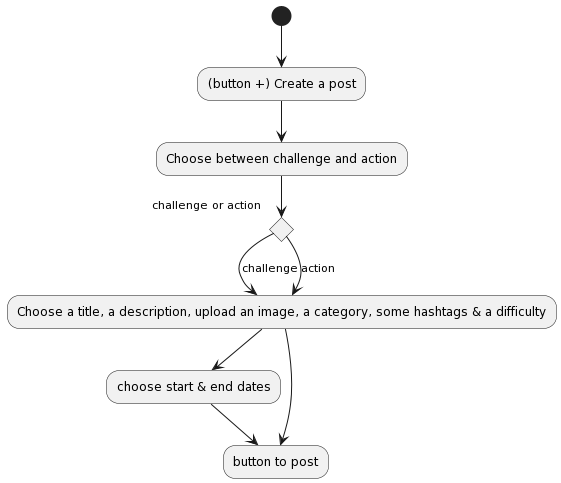 (button +) Create a post
Choose between challenge and action
challenge or action
challenge
action
Choose a title, a description, upload an image, a category, some hashtags & a difficulty
choose start & end dates
button to post